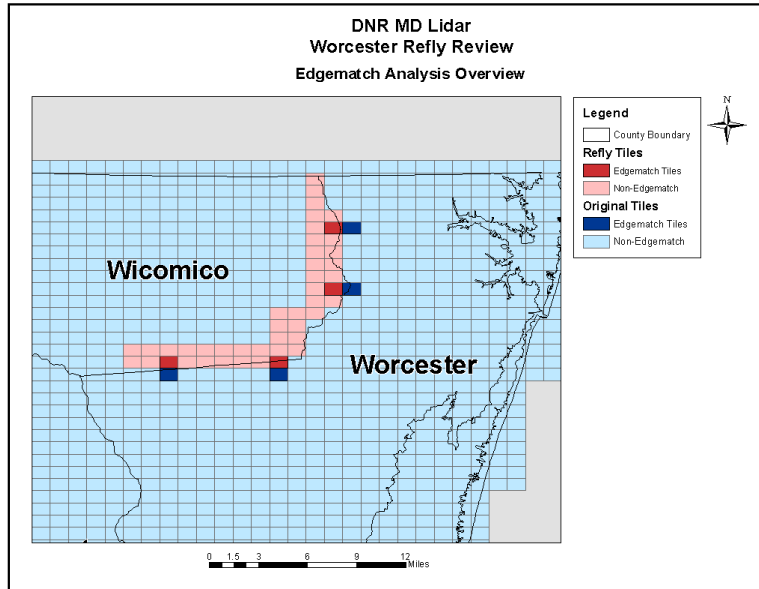 DNR MD Lidar
Worcester Refly Review
Edgematch Analysis Overview
Legend
County Boundary
Refly Tiles
Edgematch Tiles
Non-Edgematch
Original Tiles
Edgematch Tiles
Non-Edgematch
N
Wicomico
Worcester
0 1.5 3 6 9 12
Miles